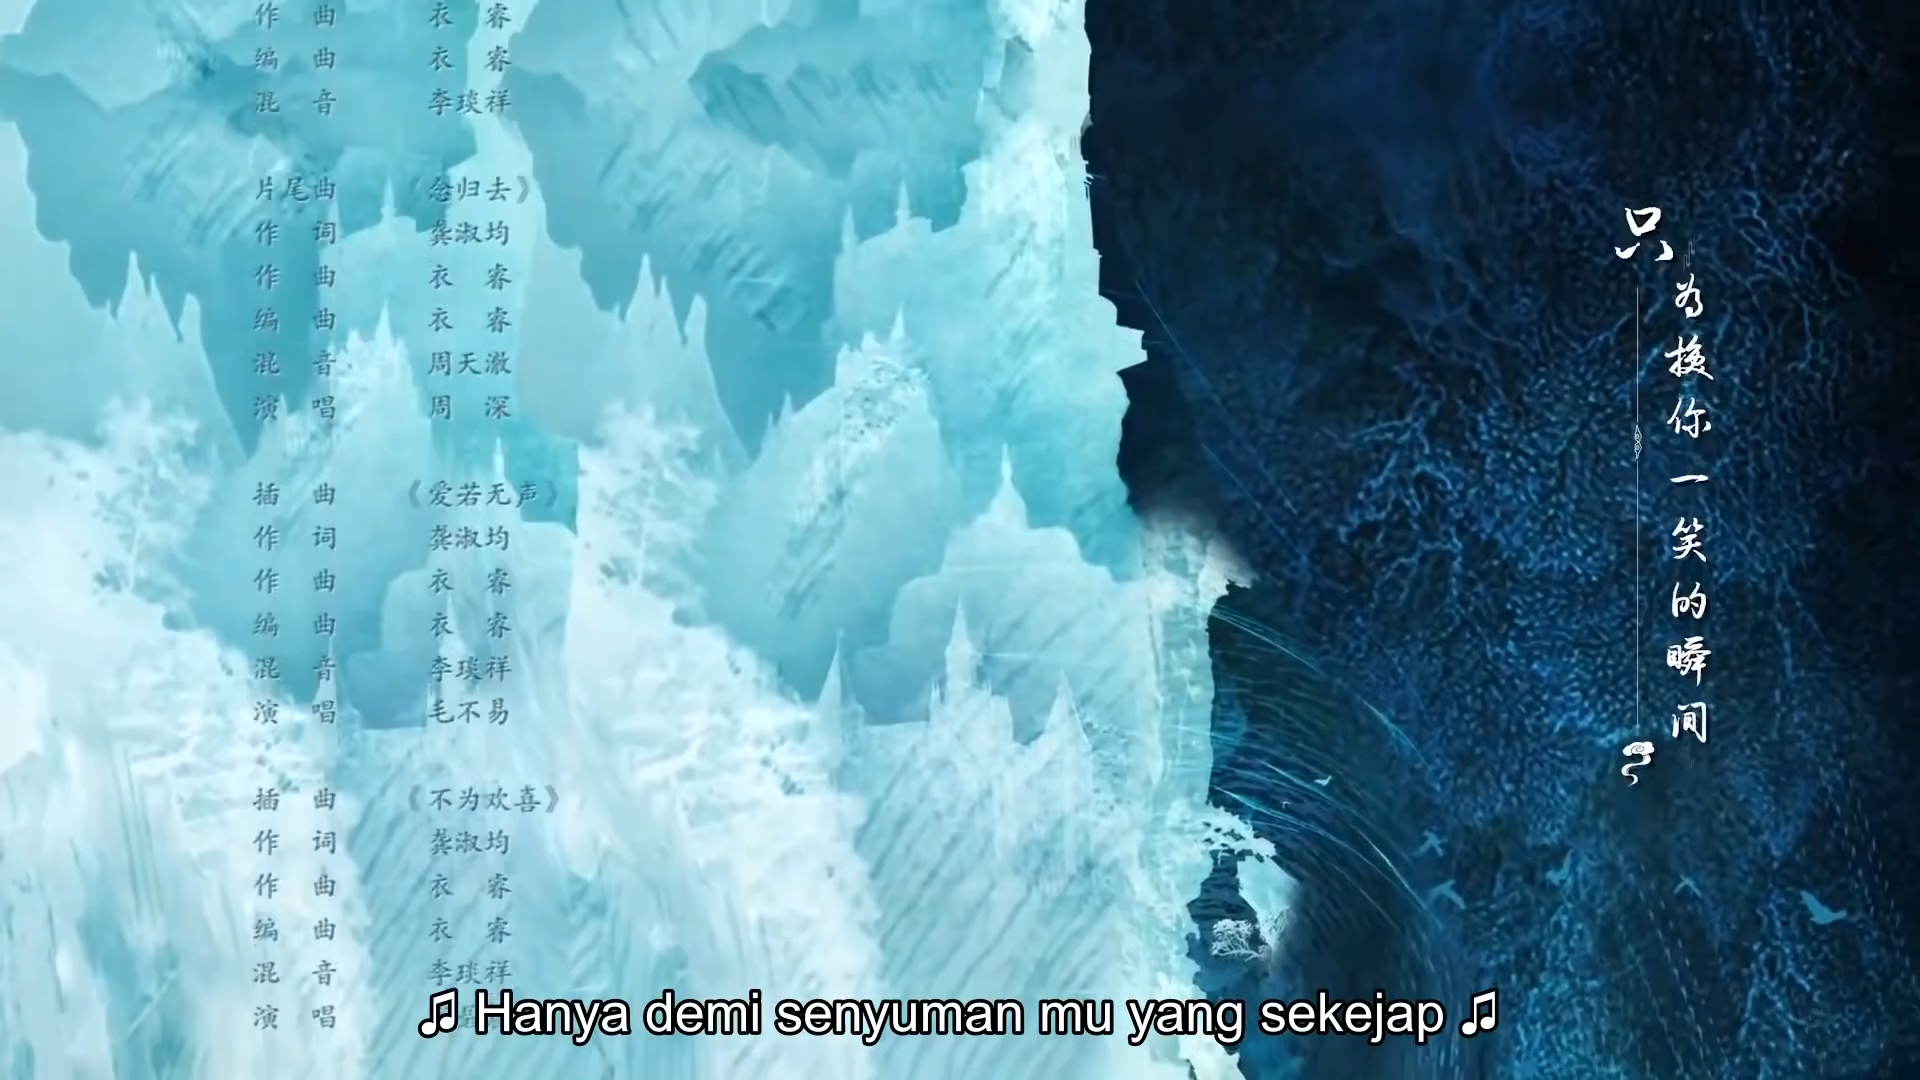 作曲 衣睿
编曲 衣睿
混音 李琰祥
片尾曲 《念归去》
作词 龚淑均
作曲 衣睿
编曲 衣睿
混音 周天澈
演唱 周深
插曲 《爱若无声》
作词 龚淑均
作曲 衣睿
编曲 衣睿
混音 李琰祥
演唱 毛不易
插曲 《不为欢喜》
作词 龚淑均
作曲 衣睿
编曲 衣睿
混音 李琰祥
演唱
只为换你一笑的瞬间
♫ Hanya demi senyuman mu yang sekejap ♫